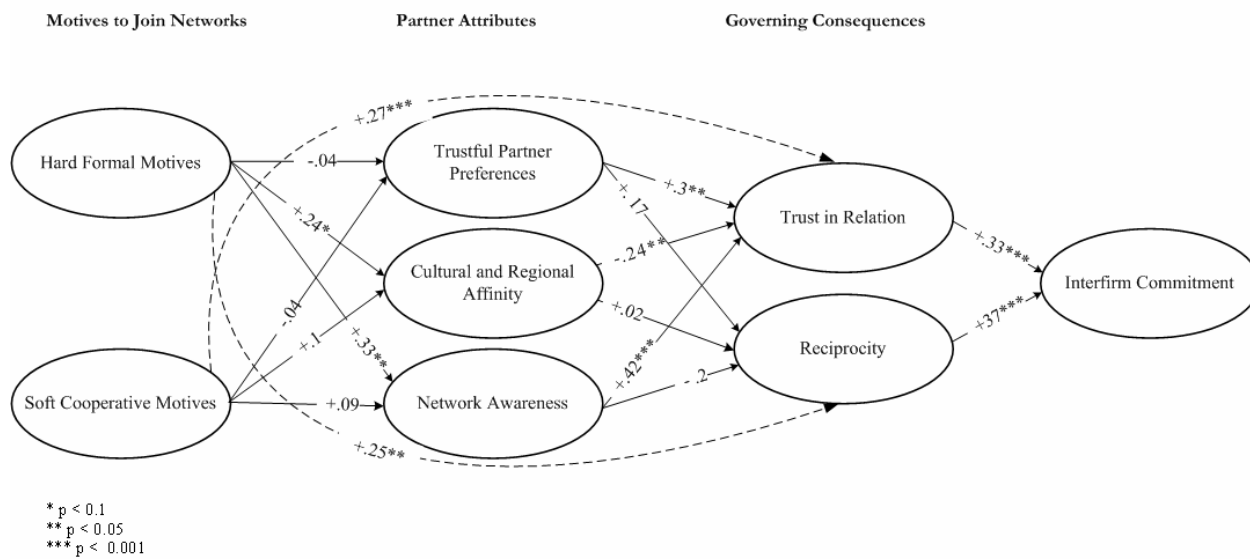 Motives to Join Networks
Partner Attributes
Governing Consequences
+.27***
Hard Formal Motives
-.04
Trustful Partner
Preferences
+.3**
+.17
Trust in Relation
+.24*
-.24**
+.33***
Cultural and Regional
Affinity
Interfirm Commitment
-.04
+.02
+37***
+.1
+.33**
Reciprocity
+.42***
-.2
Soft Cooperative Motives
+.09
Network Awareness
+.25**
* p < 0.1
** p < 0.05
*** p < 0.001